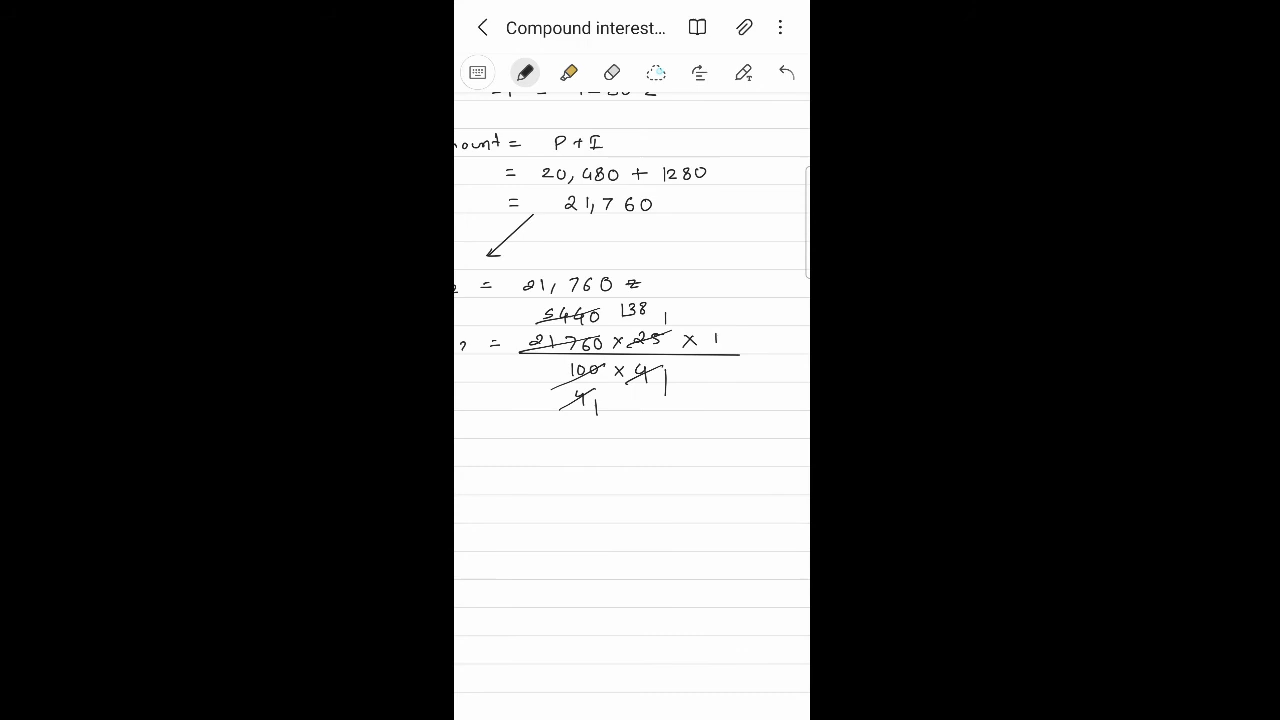 Compound interest...
ount = P + I
= 20,480 + 1280
= 21,760
= 21,760
5440 138 1
= 21760 × 25 × 1
100 × 4 1
4 1